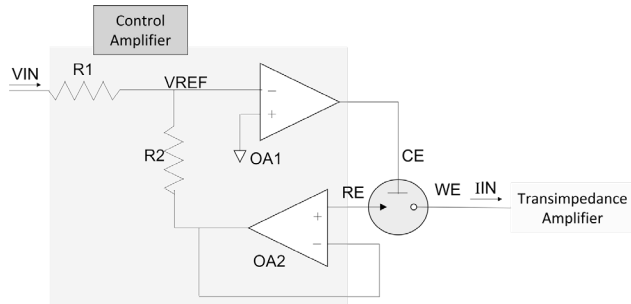 Control
Amplifier
VIN
R1
VREF
−
+
OA1
R2
CE
RE
WE
IIN
Transimpedance
Amplifier
+
−
OA2